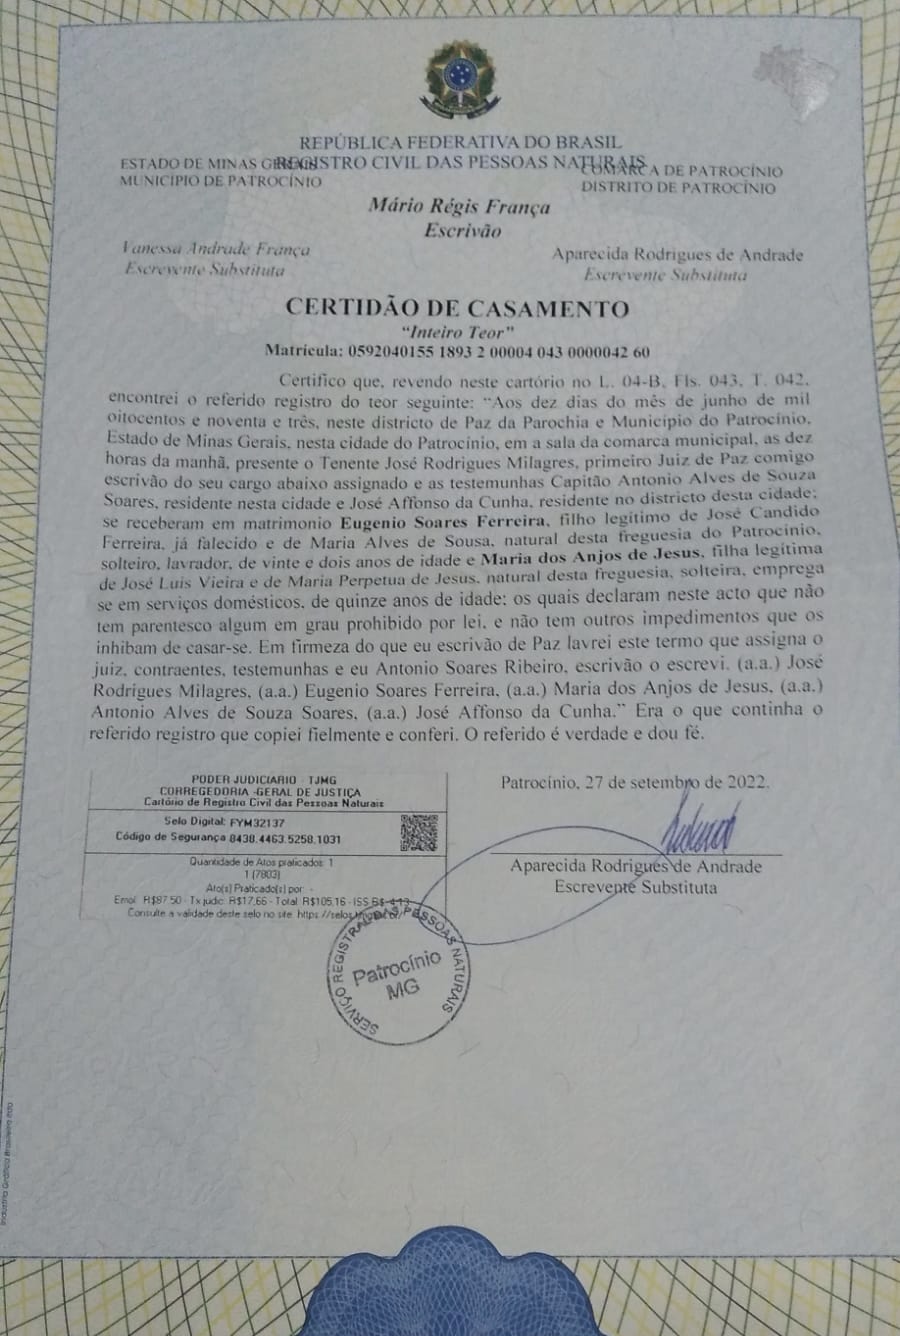 REPÚBLICA FEDERATIVA DO BRASIL
REGISTRO CIVIL DAS PESSOAS NATURAIS
ESTADO DE MINAS GERAIS
MUNICÍPIO DE PATROCÍNIO
COMARCA DE PATROCÍNIO
DISTRITO DE PATROCÍNIO
Mário Régis França
Escrivão
Vanessa Andrade França
Escrevente Substituta
Aparecida Rodrigues de Andrade
Escrevente Substituta
CERTIDÃO DE CASAMENTO
"Inteiro Teor"
Matrícula: 0592040155 1893 2 00004 043 0000042 60
Certifico que, revendo neste cartório no L. 04-B, Fls. 043, T. 042,
encontrei o referido registro do teor seguinte: "Aos dez dias do mês de junho de mil
oitocentos e noventa e três, neste districto de Paz da Parochia e Municipio do Patrocínio,
Estado de Minas Gerais, nesta cidade do Patrocínio, em a sala da comarca municipal, as dez
horas da manhã, presente o Tenente José Rodrigues Milagres, primeiro Juiz de Paz comigo
escrivão do seu cargo abaixo assignado e as testemunhas Capitão Antonio Alves de Souza
Soares, residente nesta cidade e José Affonso da Cunha, residente no districto desta cidade;
se receberam em matrimonio Eugenio Soares Ferreira, filho legitimo de José Candido
Ferreira, já falecido e de Maria Alves de Sousa, natural desta freguesia do Patrocinio,
solteiro, lavrador, de vinte e dois anos de idade e Maria dos Anjos de Jesus, filha legítima
de José Luis Vieira e de Maria Perpetua de Jesus, natural desta freguesia, solteira, emprega
se em serviços domésticos, de quinze anos de idade; os quais declaram neste acto que não
tem parentesco algum em grau prohibido por lei, e não tem outros impedimentos que os
inhibam de casar-se. Em firmeza do que eu escrivão de Paz lavrei este termo que assigna o
juiz, contraentes, testemunhas e eu Antonio Soares Ribeiro, escrivão o escrevi. (a.a.) José
Rodrigues Milagres, (a.a.) Eugenio Soares Ferreira, (a.a.) Maria dos Anjos de Jesus, (a.a.)
Antonio Alves de Souza Soares, (a.a.) José Affonso da Cunha." Era o que continha o
referido registro que copiei fielmente e conferi. O referido é verdade e dou fé.
Patrocínio, 27 de setembro de 2022.
Aparecida Rodrigues de Andrade
Escrevente Substituta
PODER JUDICIARIO - TJMG
CORREGEDORIA -GERAL DE JUSTIÇA
Cartório de Registro Civil das Pessoas Naturais
Selo Digital: FYM32137
Código de Segurança 8438.4463.5258.1031
Quantidade de Atos praticados: 1
1 (7803)
Ato(s) Praticado(s) por: -
Emol: R$87.50 - Tx.judic: R$17.66 - Total: R$105.16 - ISS R$ 4.13
Consulte a validade deste selo no site: https://selos
SERVIÇO REGISTRAL DAS PESSOAS NATURAIS
Patrocínio
MG
Indústria Gráfica Brasileira ltda